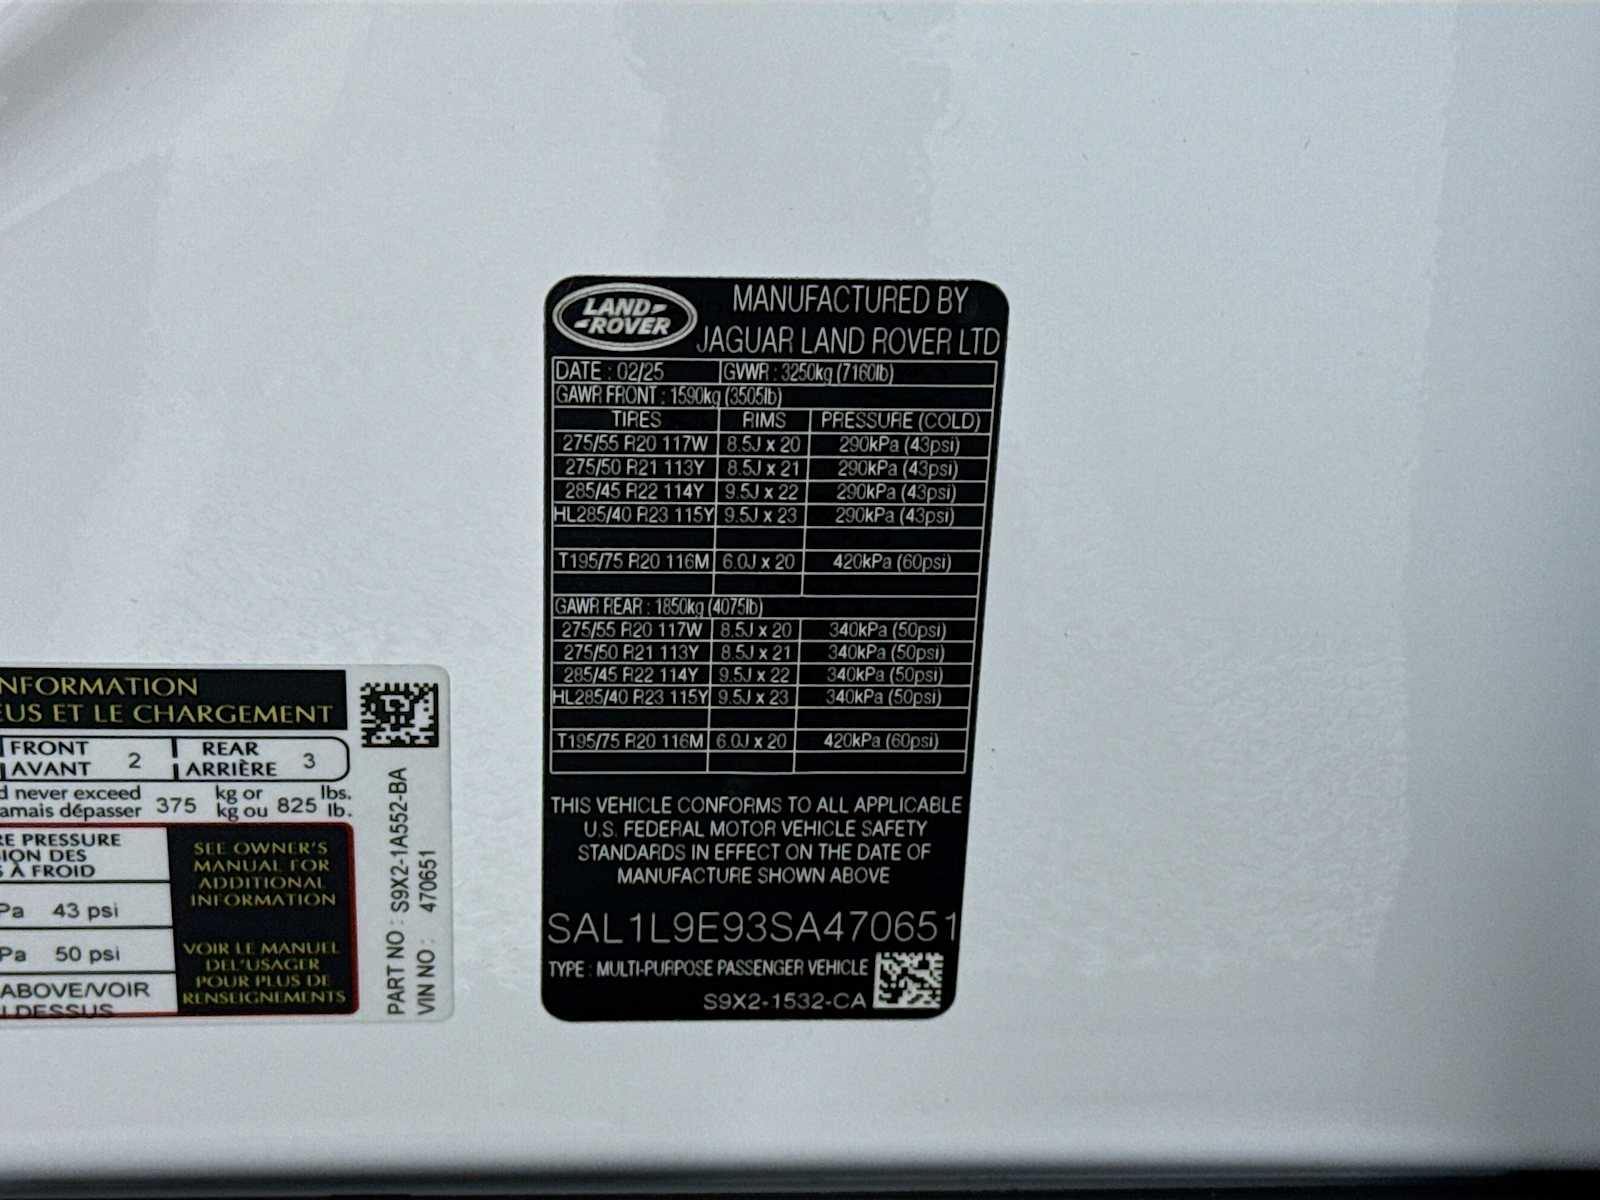 LAND-
-ROVER
MANUFACTURED BY
JAGUAR LAND ROVER LTD
DATE : 02/25 GVWR : 3250kg (7160lb)
GAWR FRONT : 1590kg (3505lb)
TIRES RIMS PRESSURE (COLD)
275/55 R20 117W 8.5J x 20 290kPa (43psi)
275/50 R21 113Y 8.5J x 21 290kPa (43psi)
285/45 R22 114Y 9.5J x 22 290kPa (43psi)
HL285/40 R23 115Y 9.5J x 23 290kPa (43psi)
T195/75 R20 116M 6.0J x 20 420kPa (60psi)
GAWR REAR : 1850kg (4075lb)
275/55 R20 117W 8.5J x 20 340kPa (50psi)
275/50 R21 113Y 8.5J x 21 340kPa (50psi)
285/45 R22 114Y 9.5J x 22 340kPa (50psi)
HL285/40 R23 115Y 9.5J x 23 340kPa (50psi)
T195/75 R20 116M 6.0J x 20 420kPa (60psi)
THIS VEHICLE CONFORMS TO ALL APPLICABLE
U.S. FEDERAL MOTOR VEHICLE SAFETY
STANDARDS IN EFFECT ON THE DATE OF
MANUFACTURE SHOWN ABOVE
SAL1L9E93SA470651
TYPE : MULTI-PURPOSE PASSENGER VEHICLE
S9X2-1532-CA
NFORMATION
EUS ET LE CHARGEMENT
FRONT
AVANT 2
REAR
ARRIÈRE 3
d never exceed 375 kg or 825 lbs.
amais dépasser kg ou lb.
RE PRESSURE
ION DES
S À FROID
Pa 43 psi
Pa 50 psi
ABOVE/VOIR
DESSUS
SEE OWNER'S
MANUAL FOR
ADDITIONAL
INFORMATION
VOIR LE MANUEL
DEL'USAGER
POUR PLUS DE
RENSEIGNEMENTS
PART NO : S9X2-1A552-BA
VIN NO : 470651